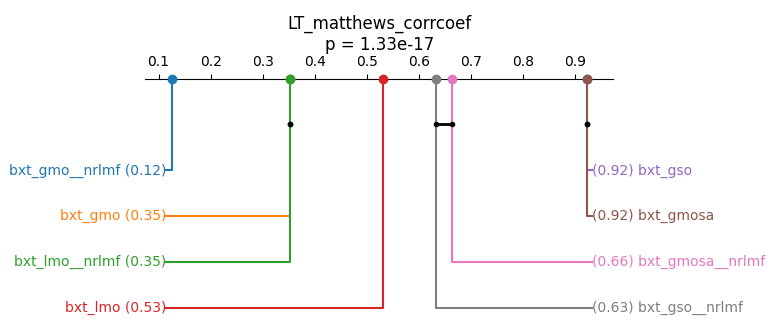 LT_matthews_corrcoef
p = 1.33e-17
0.1 0.2 0.3 0.4 0.5 0.6 0.7 0.8 0.9
bxt_gmo__nrlmf (0.12) (0.92) bxt_gso
bxt_gmo (0.35) (0.92) bxt_gmosa
bxt_lmo__nrlmf (0.35) (0.66) bxt_gmosa__nrlmf
bxt_lmo (0.53) (0.63) bxt_gso__nrlmf